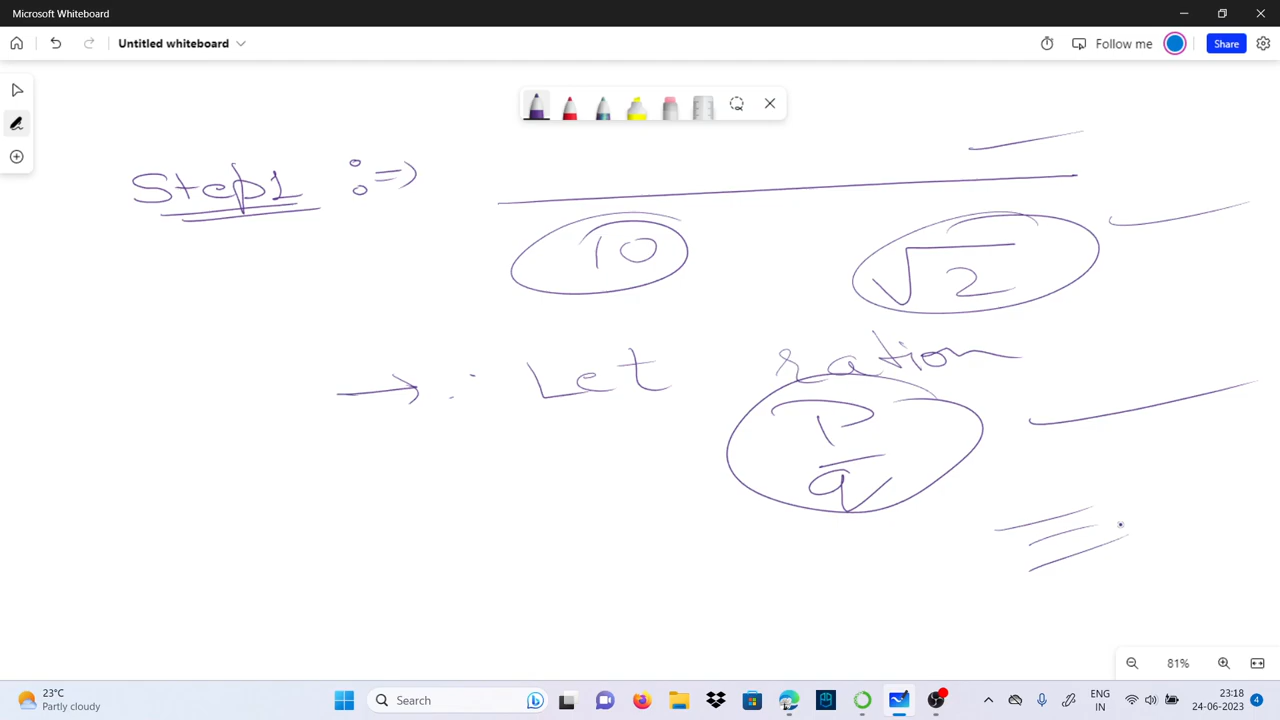 Microsoft Whiteboard
Untitled whiteboard
Follow me
Share
Step1 :=>
10 √2
→ : Let ration
P
q
81%
23°C
Partly cloudy
Search
ENG
IN
23:18
24-06-2023
4